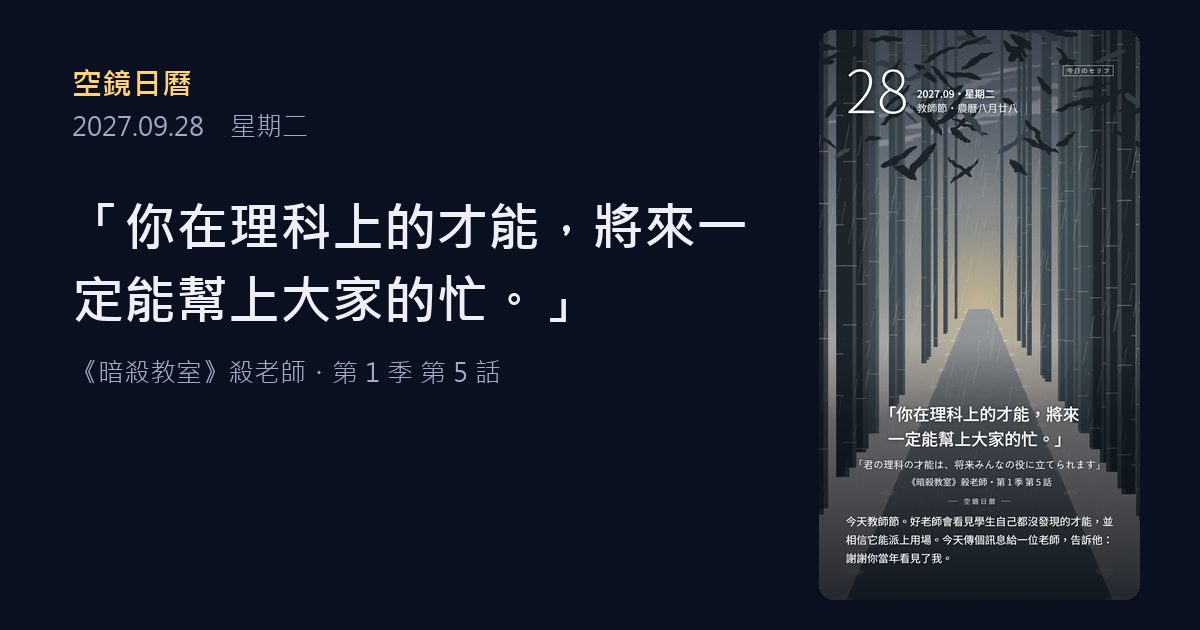 空鏡日曆
2027.09.28 星期二
「你在理科上的才能，將來一
定能幫上大家的忙。」
《暗殺教室》殺老師・第 1 季 第 5 話
今日のセリフ
28
2027.09・星期二
教師節・農曆八月廿八
「你在理科上的才能，將來
一定能幫上大家的忙。」
「君の理科の才能は、将来みんなの役に立てられます」
《暗殺教室》殺老師・第 1 季 第 5 話
— 空鏡日曆 —
今天教師節。好老師會看見學生自己都沒發現的才能，並
相信它能派上用場。今天傳個訊息給一位老師，告訴他：
謝謝你當年看見了我。